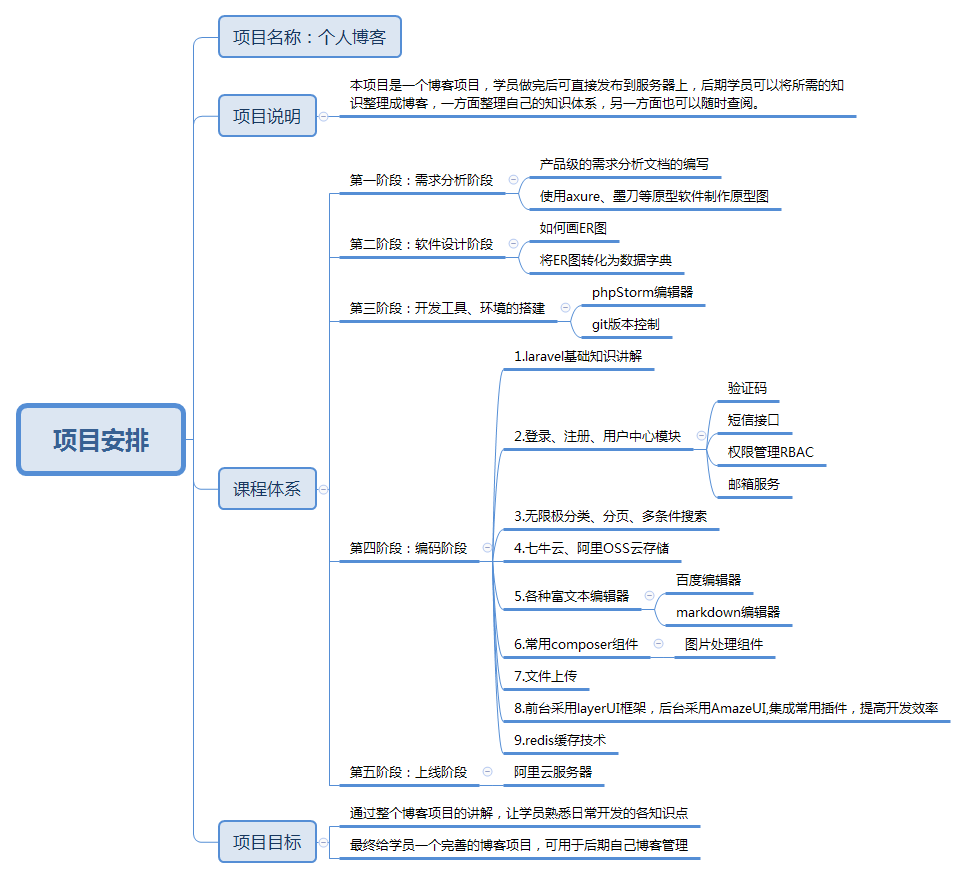 项目安排
项目名称：个人博客
项目说明
本项目是一个博客项目，学员做完后可直接发布到服务器上，后期学员可以将所需的知
识整理成博客，一方面整理自己的知识体系，另一方面也可以随时查阅。
课程体系
第一阶段：需求分析阶段
产品级的需求分析文档的编写
使用axure、墨刀等原型软件制作原型图
第二阶段：软件设计阶段
如何画ER图
将ER图转化为数据字典
第三阶段：开发工具、环境的搭建
phpStorm编辑器
git版本控制
第四阶段：编码阶段
1.laravel基础知识讲解
2.登录、注册、用户中心模块
验证码
短信接口
权限管理RBAC
邮箱服务
3.无限极分类、分页、多条件搜索
4.七牛云、阿里OSS云存储
5.各种富文本编辑器
百度编辑器
markdown编辑器
6.常用composer组件
图片处理组件
7.文件上传
8.前台采用layerUI框架，后台采用AmazeUI,集成常用插件，提高开发效率
9.redis缓存技术
第五阶段：上线阶段
阿里云服务器
项目目标
通过整个博客项目的讲解，让学员熟悉日常开发的各知识点
最终给学员一个完善的博客项目，可用于后期自己博客管理